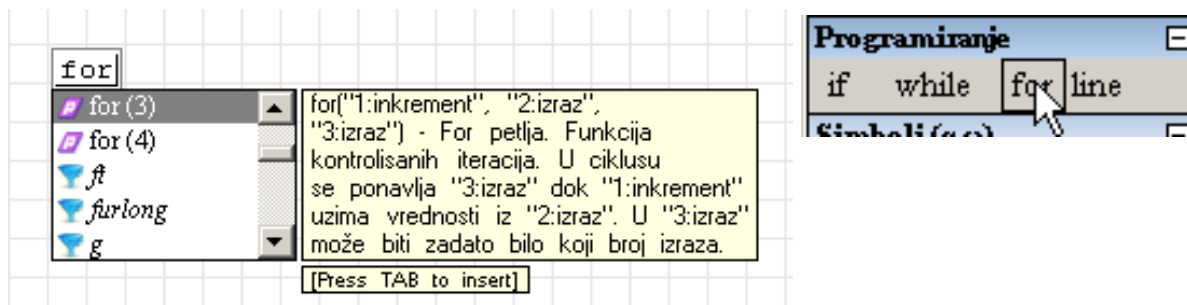 for
for (3)
for (4)
ft
furlong
g
for("1:inkrement", "2:izraz",
"3:izraz") - For petlja. Funkcija
kontrolisanih iteracija. U ciklusu
se ponavlja "3:izraz" dok "1:inkrement"
uzima vrednosti iz "2:izraz". U "3:izraz"
može biti zadato bilo koji broj izraza.
[Press TAB to insert]
Programiranje
if while for line
Simboli (α-ω)